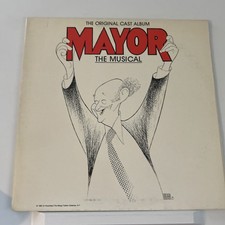 THE ORIGINAL CAST ALBUM
MAYOR
THE MUSICAL